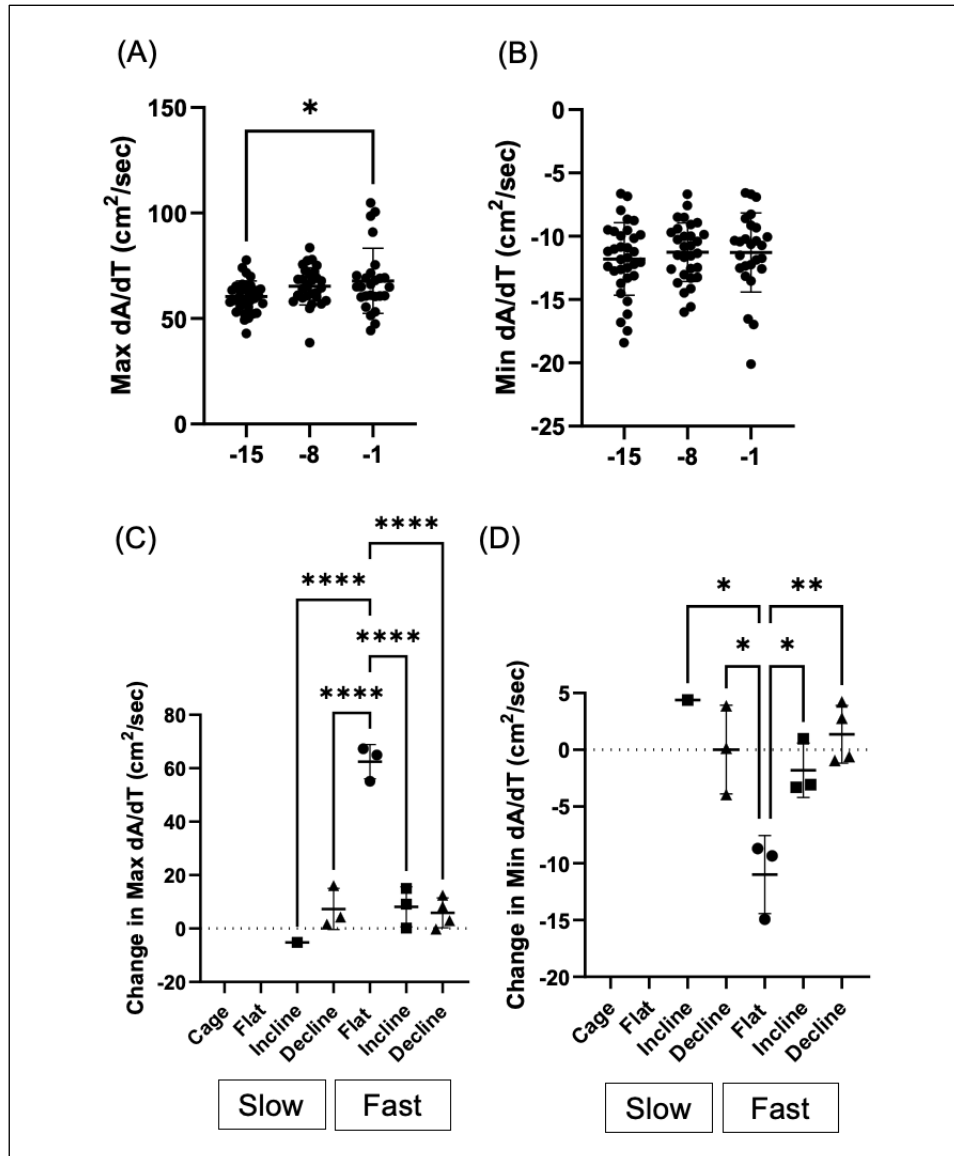 (A)
Max dA/dT (cm²/sec)
150
100
50
0
*
-15
-8
-1
(B)
Min dA/dT (cm²/sec)
0
-5
-10
-15
-20
-25
-15
-8
-1
(C)
Change in Max dA/dT (cm²/sec)
80
60
40
20
0
-20
****
****
****
****
Cage
Flat
Incline
Decline
Flat
Incline
Decline
Slow
Fast
(D)
Change in Min dA/dT (cm²/sec)
5
0
-5
-10
-15
-20
*
**
*
*
Cage
Flat
Incline
Decline
Flat
Incline
Decline
Slow
Fast